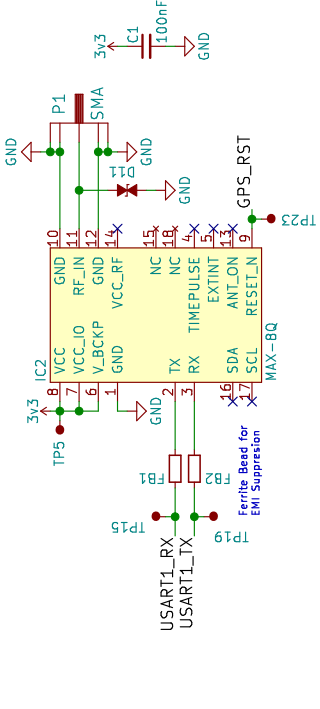 3v3
C1
100nF
GND
P1
SMA
GND
GND
D11
GND
GPS_RST
TP23
10
11
12
14
15
18
4
5
13
9
GND
RF_IN
GND
VCC_RF
NC
NC
TIMEPULSE
EXTINT
ANT_ON
RESET_N
IC2
VCC
VCC_IO
V_BCKP
GND
TX
RX
SDA
SCL
MAX-8Q
8
7
6
1
2
3
16
17
3v3
TP5
GND
FB1
FB2
Ferrite Bead for
EMI Suppresion
TP15
TP19
USART1_RX
USART1_TX